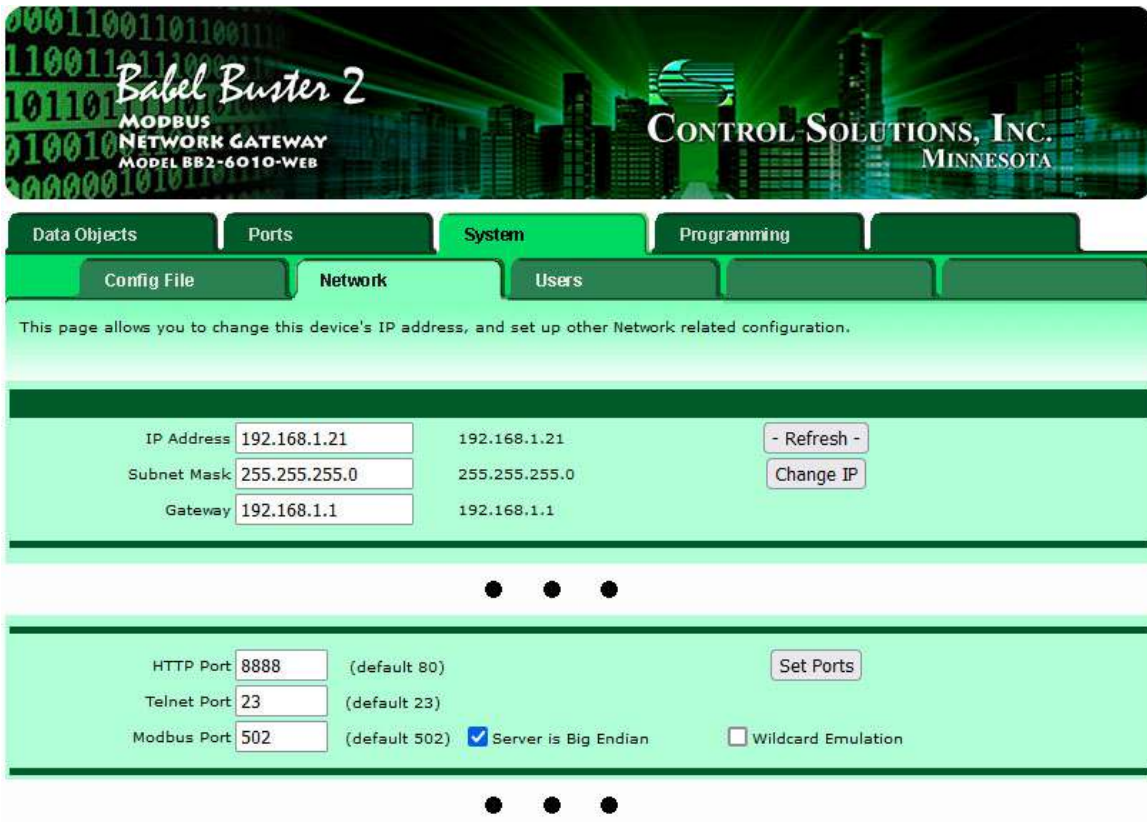 Babel Buster 2
MODBUS
NETWORK GATEWAY
MODEL BB2-6010-WEB
CONTROL SOLUTIONS, INC.
MINNESOTA
Data Objects Ports System Programming
Config File Network Users
This page allows you to change this device's IP address, and set up other Network related configuration.
IP Address 192.168.1.21 192.168.1.21 - Refresh -
Subnet Mask 255.255.255.0 255.255.255.0 Change IP
Gateway 192.168.1.1 192.168.1.1
HTTP Port 8888 (default 80) Set Ports
Telnet Port 23 (default 23)
Modbus Port 502 (default 502) Server is Big Endian Wildcard Emulation